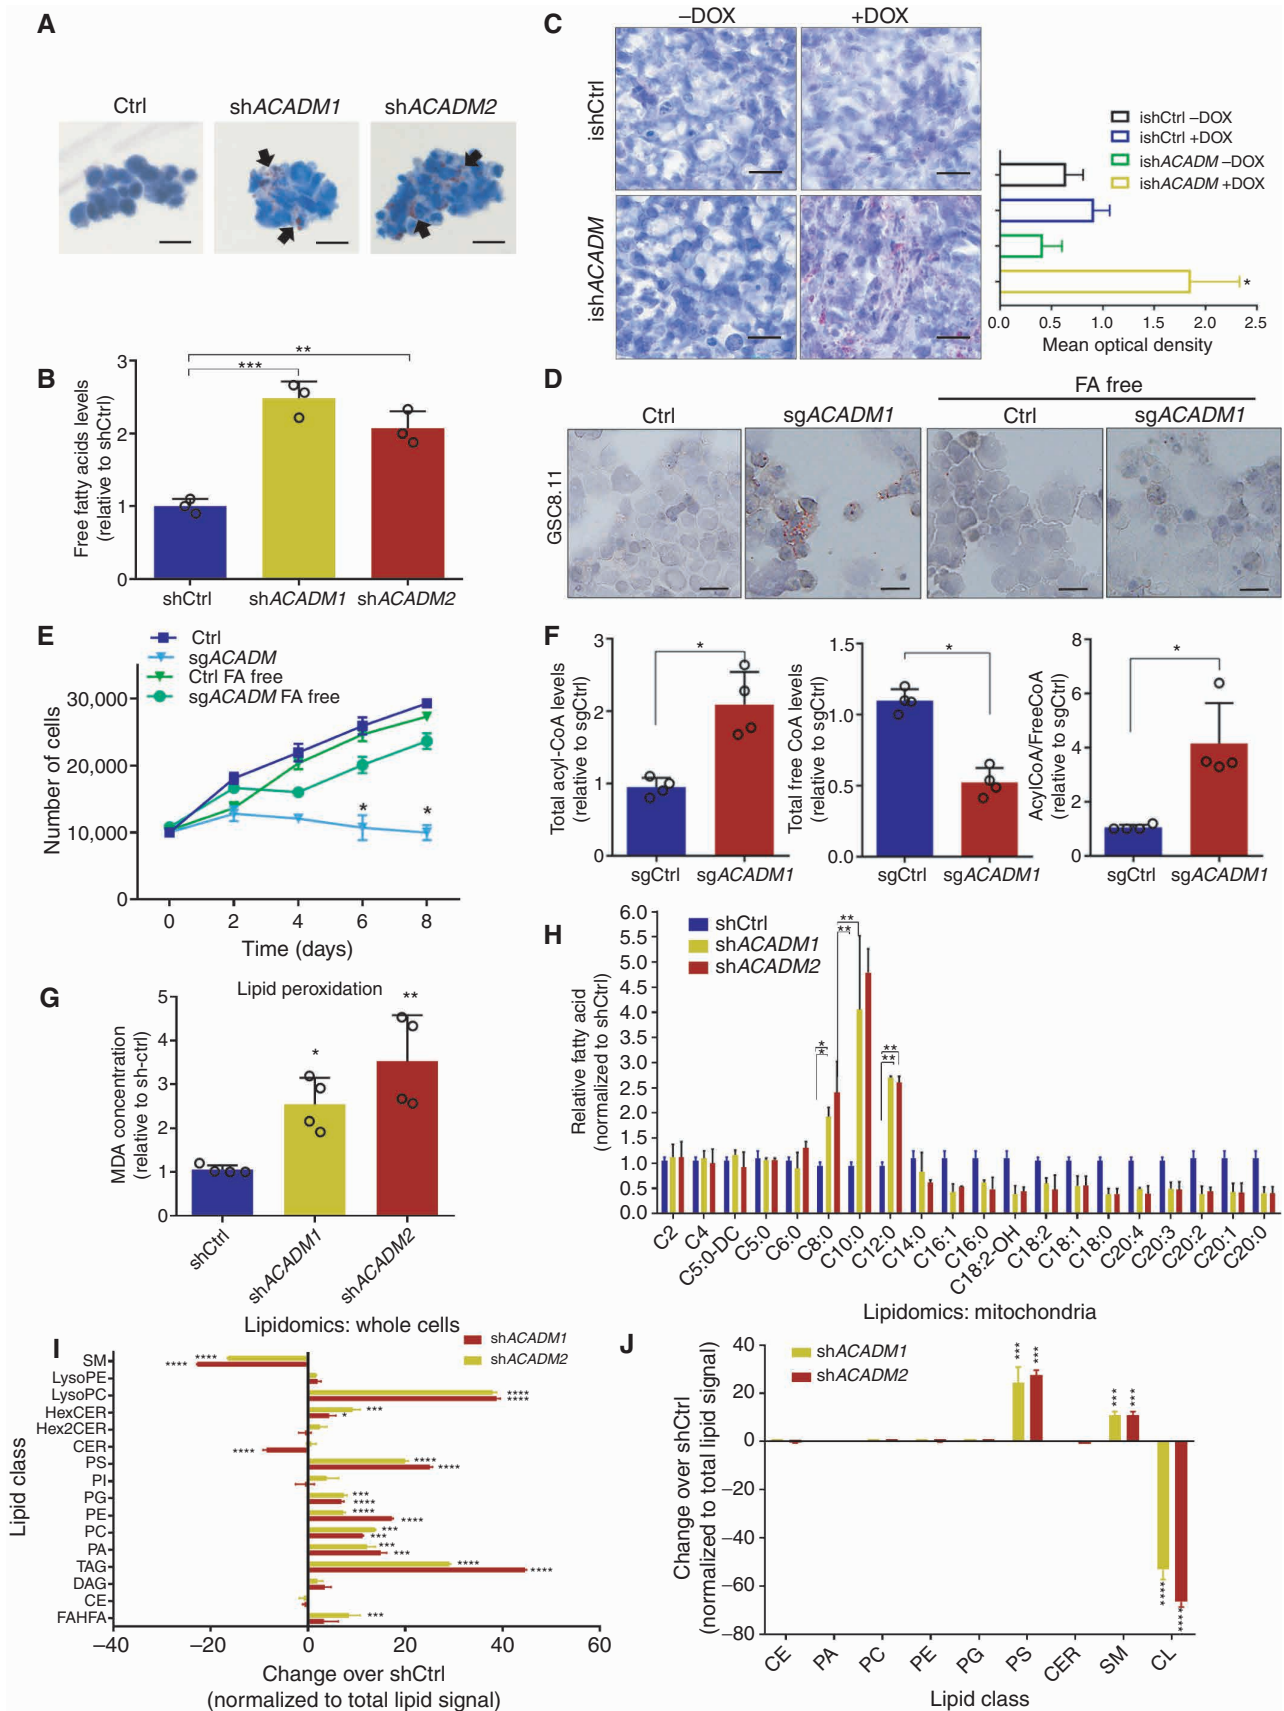 A
Ctrl
shACADM1
shACADM2
B
Free fatty acids levels
(relative to shCtrl)
3
2
1
0
**
***
shCtrl
shACADM1
shACADM2
C
–DOX
+DOX
ishCtrl
ishACADM
ishCtrl –DOX
ishCtrl +DOX
ishACADM –DOX
ishACADM +DOX
*
0.0 0.5 1.0 1.5 2.0 2.5
Mean optical density
D
FA free
Ctrl
sgACADM1
Ctrl
sgACADM1
GSC8.11
E
Ctrl
sgACADM
Ctrl FA free
sgACADM FA free
Number of cells
30,000
20,000
10,000
0
* *
0 2 4 6 8
Time (days)
F
Total acyl-CoA levels
(relative to sgCtrl)
3
2
1
0
*
sgCtrl sgACADM1
Total free CoA levels
(relative to sgCtrl)
1.5
1.0
0.5
0.0
*
sgCtrl sgACADM1
AcylCoA/FreeCoA
(relative to sgCtrl)
8
6
4
2
0
*
sgCtrl sgACADM1
G
Lipid peroxidation
MDA concentration
(relative to sh-ctrl)
5
4
3
2
1
0
*
**
shCtrl
shACADM1
shACADM2
H
shCtrl
shACADM1
shACADM2
Relative fatty acid
(normalized to shCtrl)
6.0
5.5
5.0
4.5
4.0
3.5
3.0
2.5
2.0
1.5
1.0
0.5
0.0
*
*
**
**
**
**
C2
C4
C5:0-DC
C5:0
C6:0
C8:0
C10:0
C12:0
C14:0
C16:1
C16:0
C18:2-OH
C18:2
C18:1
C18:0
C20:4
C20:3
C20:2
C20:1
C20:0
I
Lipidomics: whole cells
shACADM1
shACADM2
Lipid class
SM **** ****
LysoPE
LysoPC **** ****
HexCER *** *
Hex2CER
CER ****
PS **** ****
PI
PG *** ****
PE **** ****
PC *** ***
PA *** ***
TAG **** ****
DAG
CE
FAHFA ***
–40 –20 0 20 40 60
Change over shCtrl
(normalized to total lipid signal)
Lipidomics: mitochondria
J
shACADM1
shACADM2
Change over shCtrl
(normalized to total lipid signal)
40
20
0
–20
–40
–60
–80
*** ***
*** ***
**** ****
CE
PA
PC
PE
PG
PS
CER
SM
CL
Lipid class